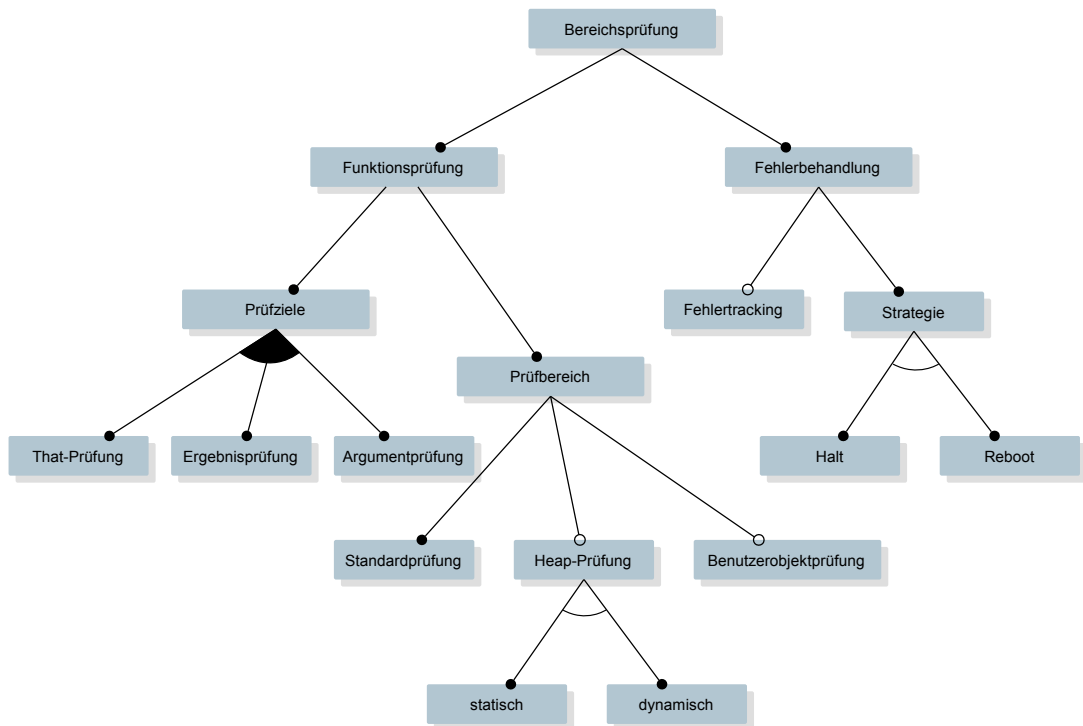 Bereichsprüfung
Funktionsprüfung
Fehlerbehandlung
Prüfziele
Fehlertracking
Strategie
Prüfbereich
That-Prüfung
Ergebnisprüfung
Argumentprüfung
Halt
Reboot
Standardprüfung
Heap-Prüfung
Benutzerobjektprüfung
statisch
dynamisch